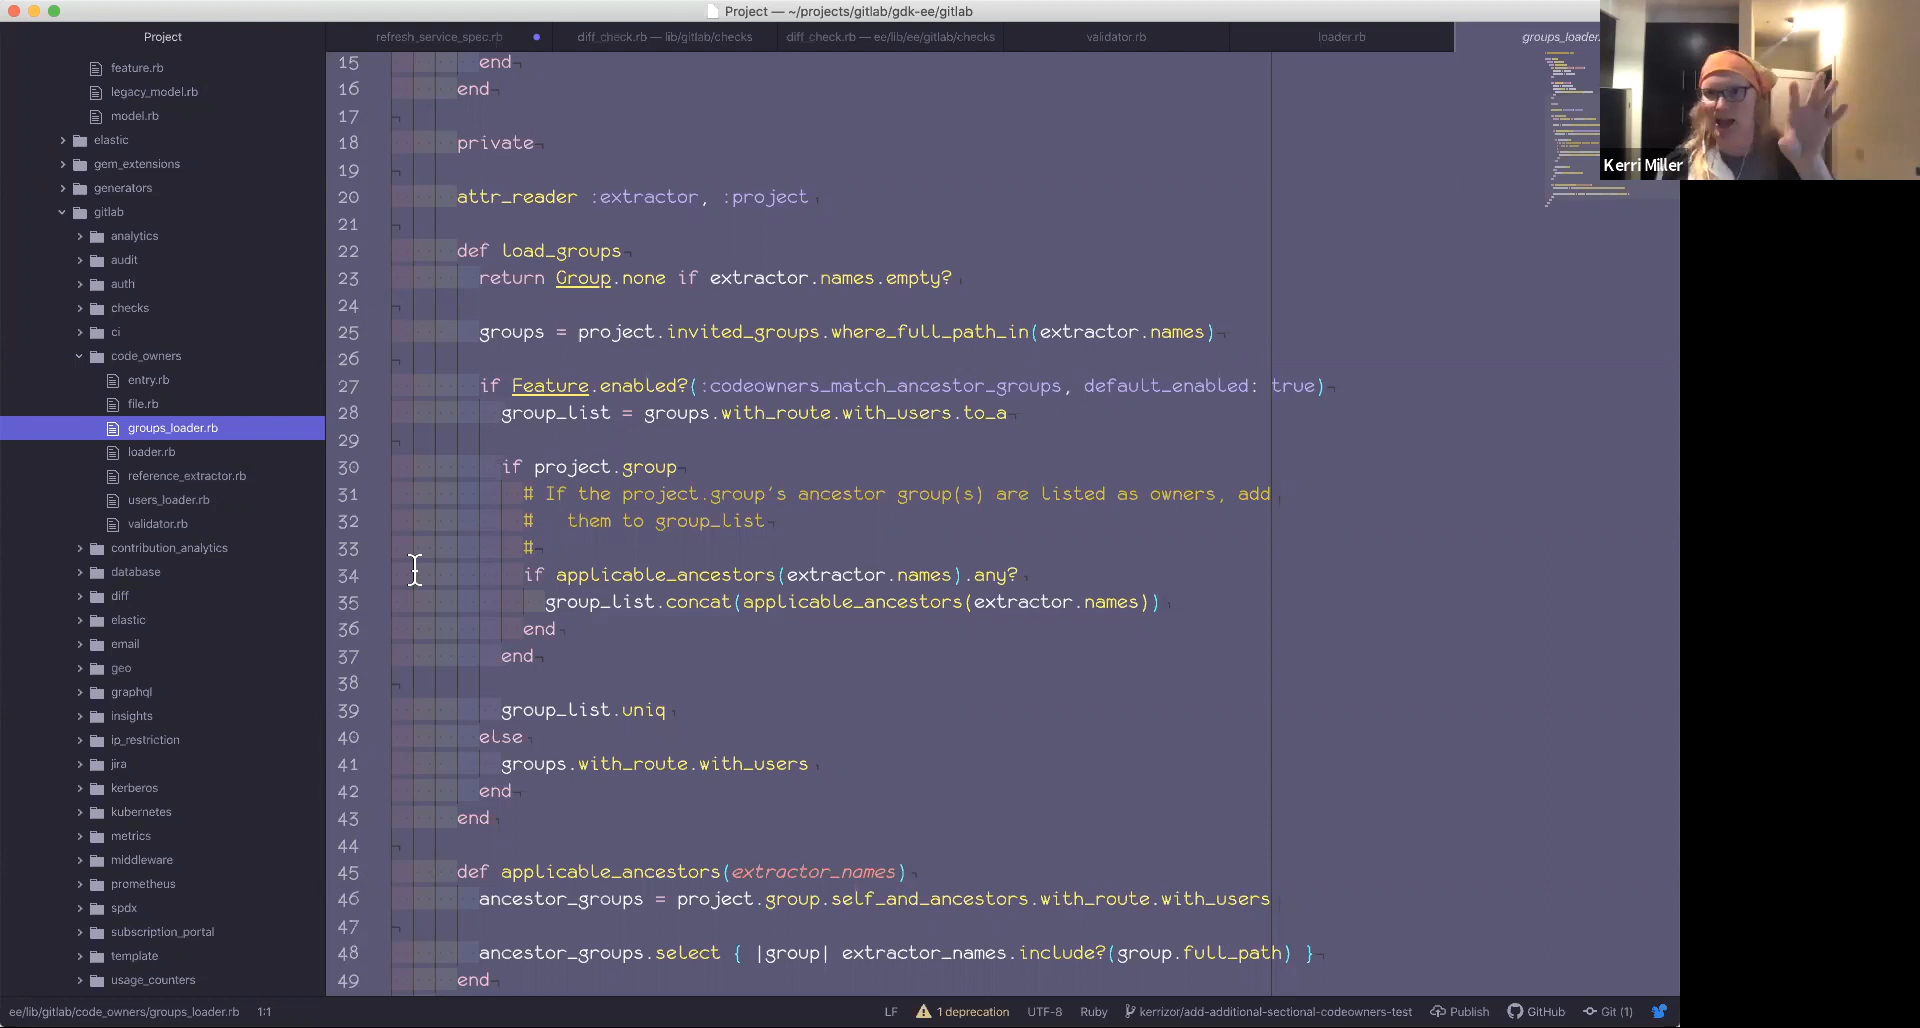 Project — ~/projects/gitlab/gdk-ee/gitlab
Project
refresh_service_spec.rb
diff_check.rb — lib/gitlab/checks
diff_check.rb — ee/lib/ee/gitlab/checks
validator.rb
loader.rb
groups_loader.
feature.rb
legacy_model.rb
model.rb
elastic
gem_extensions
generators
gitlab
analytics
audit
auth
checks
ci
code_owners
entry.rb
file.rb
groups_loader.rb
loader.rb
reference_extractor.rb
users_loader.rb
validator.rb
contribution_analytics
database
diff
elastic
email
geo
graphql
insights
ip_restriction
jira
kerberos
kubernetes
metrics
middleware
prometheus
spdx
subscription_portal
template
usage_counters
15 end
16 end
17
18 private
19
20 attr_reader :extractor, :project
21
22 def load_groups
23 return Group.none if extractor.names.empty?
24
25 groups = project.invited_groups.where_full_path_in(extractor.names)
26
27 if Feature.enabled?(:codeowners_match_ancestor_groups, default_enabled: true)
28 group_list = groups.with_route.with_users.to_a
29
30 if project.group
31 # If the project.group's ancestor group(s) are listed as owners, add
32 # them to group_list
33 #
34 if applicable_ancestors(extractor.names).any?
35 group_list.concat(applicable_ancestors(extractor.names))
36 end
37 end
38
39 group_list.uniq
40 else
41 groups.with_route.with_users
42 end
43 end
44
45 def applicable_ancestors(extractor_names)
46 ancestor_groups = project.group.self_and_ancestors.with_route.with_users
47
48 ancestor_groups.select { |group| extractor_names.include?(group.full_path) }
49 end
Kerri Miller
ee/lib/gitlab/code_owners/groups_loader.rb 1:1
LF 1 deprecation UTF-8 Ruby kerrizor/add-additional-sectional-codeowners-test Publish GitHub Git (1)